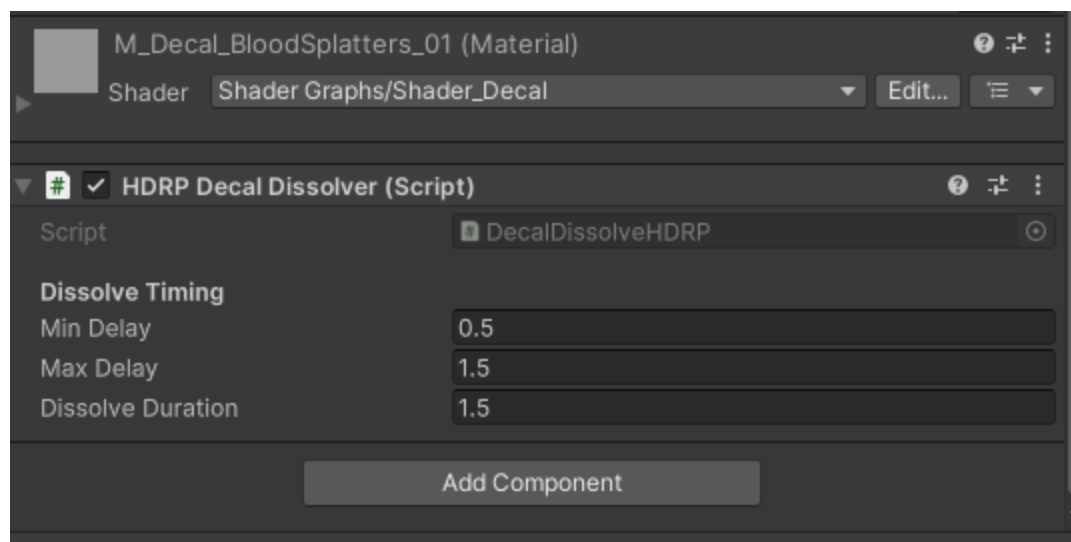 M_Decal_BloodSplatters_01 (Material)
Shader Shader Graphs/Shader_Decal Edit...
# HDRP Decal Dissolver (Script)
Script # DecalDissolveHDRP
Dissolve Timing
Min Delay 0.5
Max Delay 1.5
Dissolve Duration 1.5
Add Component